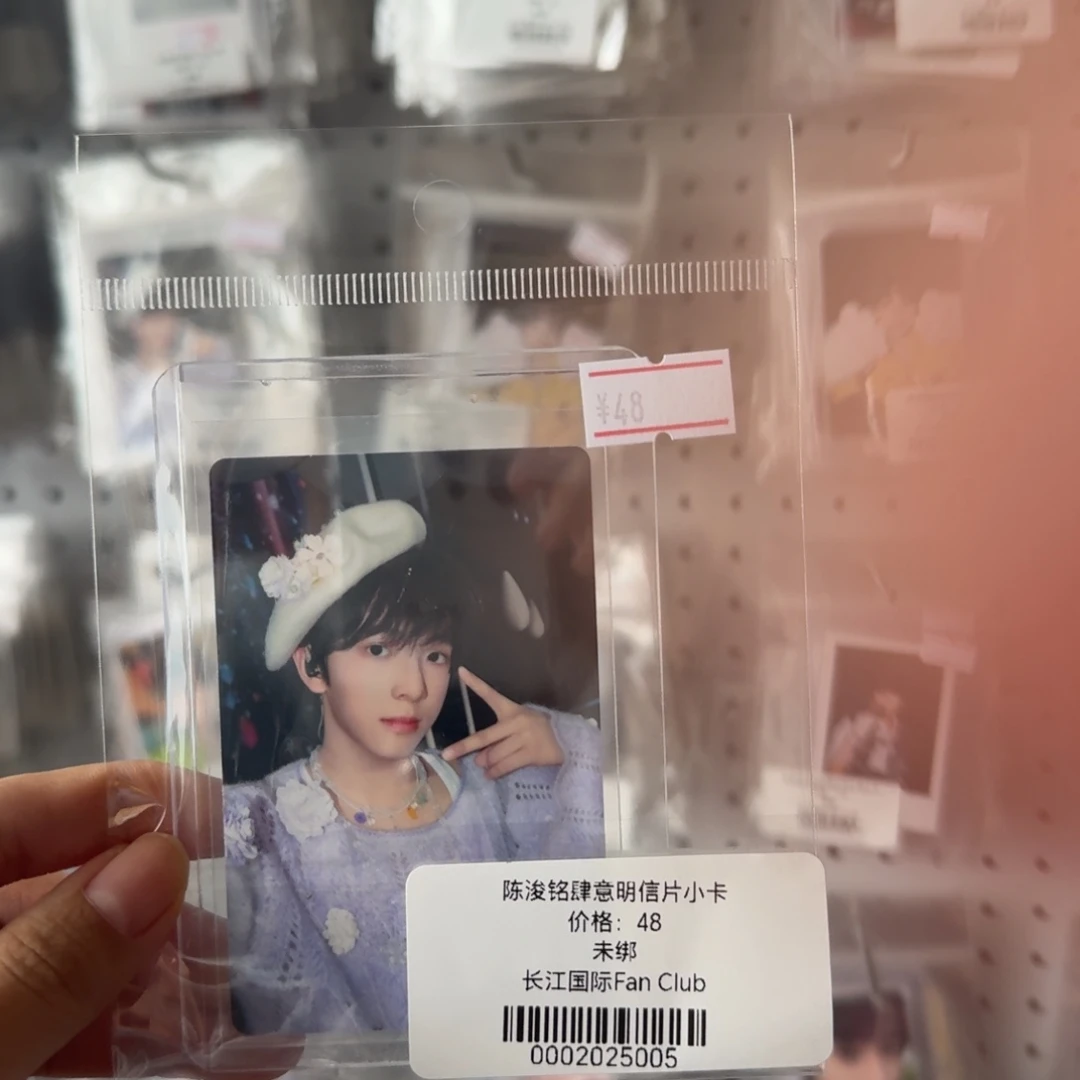 ¥48
陈浚铭肆意明信片小卡
价格：48
未绑
长江国际Fan Club
0002025005